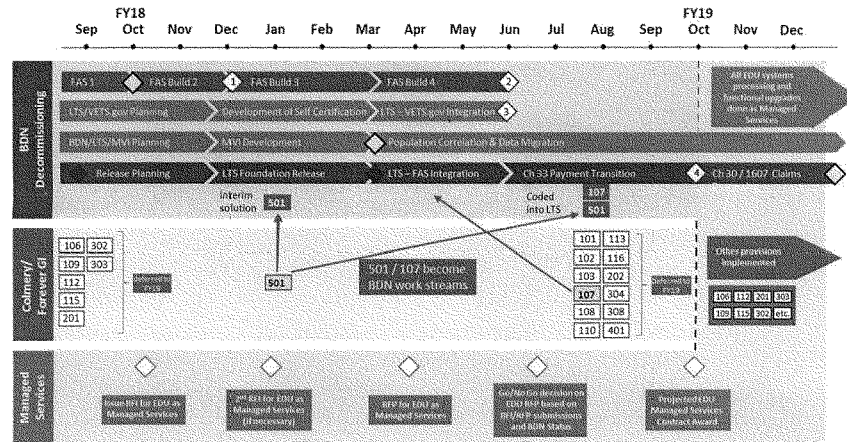 FY18
FY19
Sep Oct Nov Dec Jan Feb Mar Apr May Jun Jul Aug Sep Oct Nov Dec
BDN
Decommissioning
FAS 1
FAS Build 2
1
FAS Build 3
FAS Build 4
2
LTS/VETS.gov Planning
Development of Self Certification
LTS – VETS.gov Integration
3
BDN/LTS/MVI Planning
MVI Development
Population Correlation & Data Migration
Release Planning
LTS Foundation Release
LTS – FAS Integration
Ch 33 Payment Transition
4
Ch 30 / 1607 Claims
All EDU systems
processing and
functional upgrades
done as Managed
Services
Interim
solution
501
Coded
into LTS
107
501
Colmery/
Forever GI
106 302
109 303
112
115
201
501
501 / 107 become
BDN work streams
101 113
102 116
103 202
107 304
108 308
110 401
Other provisions
implemented
106 112 201 303
109 115 302 etc.
Managed
Services
Issue RFI for EDU as
Managed Services
2nd RFI for EDU as
Managed Services
(if necessary)
RFP for EDU as
Managed Services
Go/No Go decision on
EDU RFP based on
RFI/RFP submissions
and BDN Status
Projected EDU
Managed Services
Contract Award